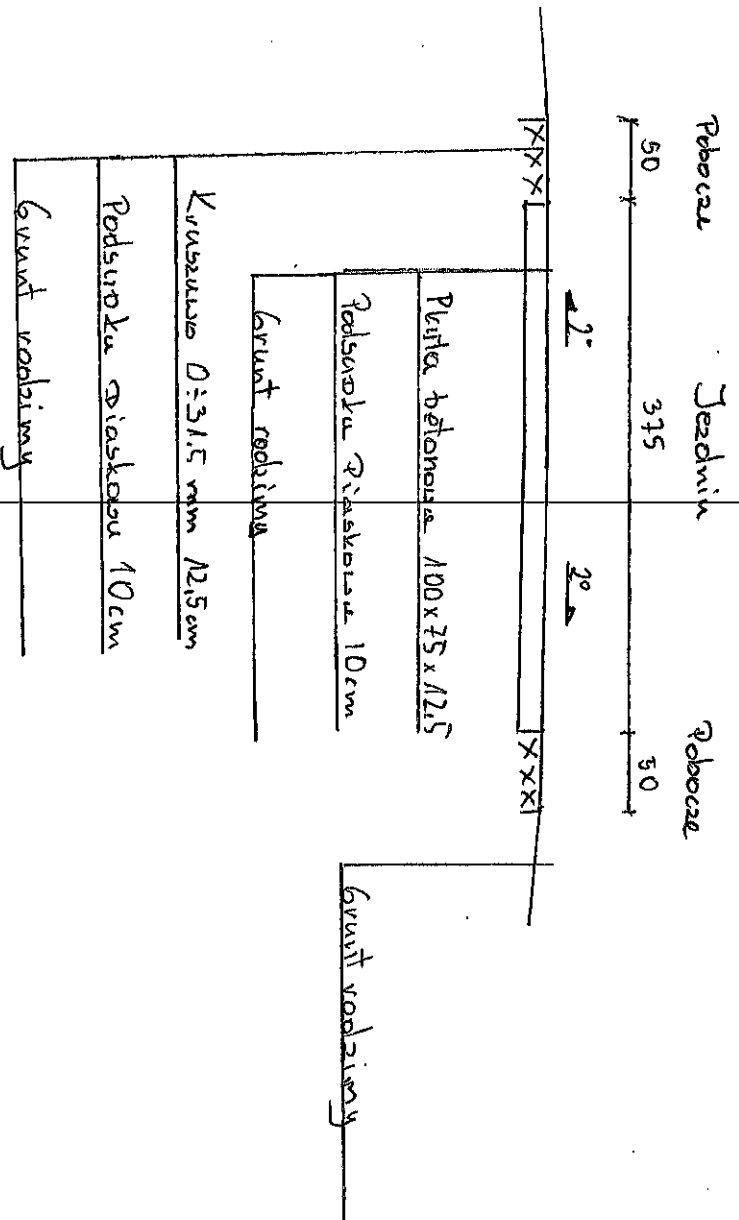 Pobocze
Jezdnia
Pobocze
50
375
50
2°
2°
Płyta betonowa 100x75x12,5
Podsypka piaskowa 10cm
Grunt rodzimy
Kruszywo 0÷31.5 mm 12,5cm
Podsypka piaskowa 10cm
Grunt rodzimy
Grunt rodzimy